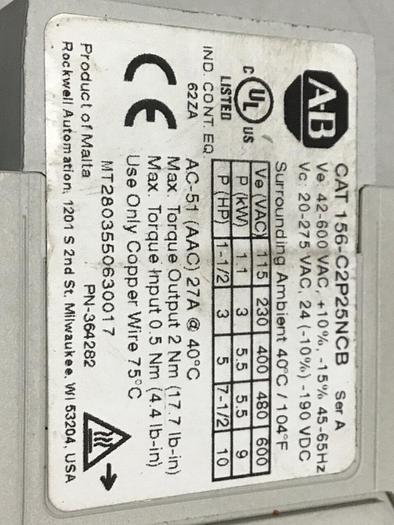 A-B
CAT 156-C2P25NCB Ser A
Ve: 42-600 VAC, +10%, -15% 45-65Hz
Vc: 20-275 VAC, 24 (-10%) -190 VDC
C UL US
LISTED
IND. CONT. EQ.
62ZA
Surrounding Ambient 40°C / 104°F
Ve (VAC) 115 230 400 480 600
P (kW) 1.1 3 5.5 5.5 9
P (HP) 1-1/2 3 5 7-1/2 10
CE
AC-51 (AAC) 27A @ 40°C
Max. Torque Output 2 Nm (17.7 lb-in)
Max. Torque Input 0.5 Nm (4.4 lb-in)
Use Only Copper Wire 75°C
MT2803550630017
Product of Malta PN-364282
Rockwell Automation. 1201 S 2nd St. Milwaukee, WI 53204, USA